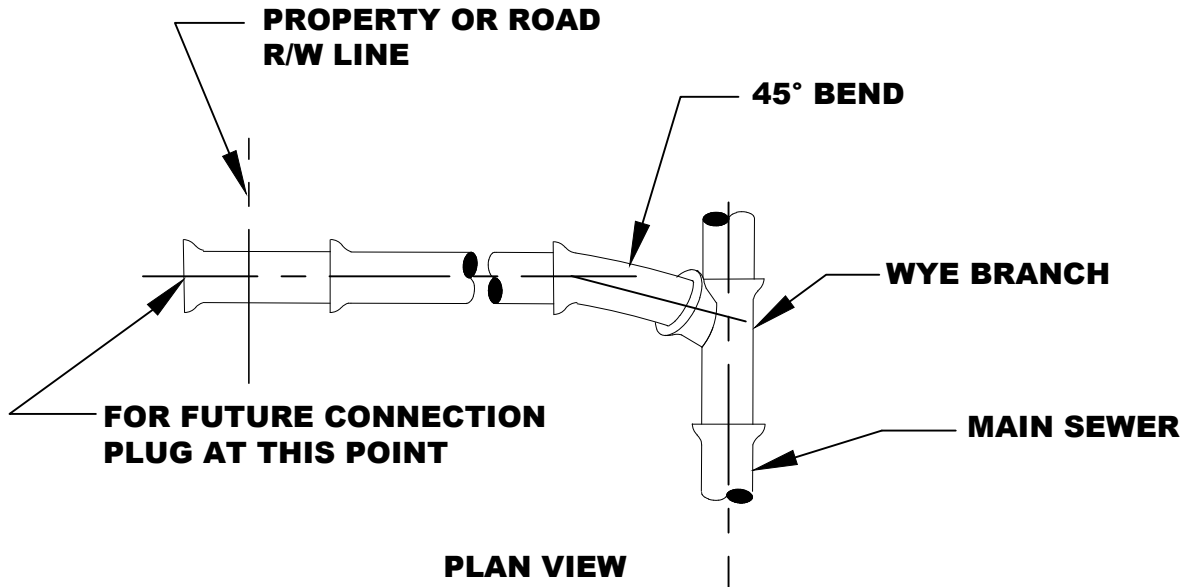 PROPERTY OR ROAD
R/W LINE
45° BEND
WYE BRANCH
FOR FUTURE CONNECTION
PLUG AT THIS POINT
MAIN SEWER
PLAN VIEW